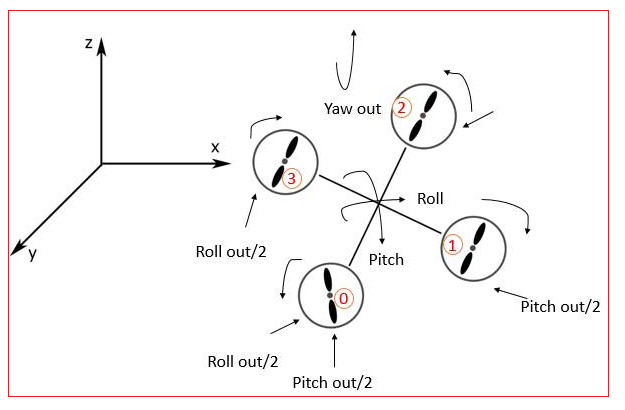 z
Yaw out
2
x
3
Roll
1
Roll out/2
Pitch
y
0
Pitch out/2
Roll out/2
Pitch out/2